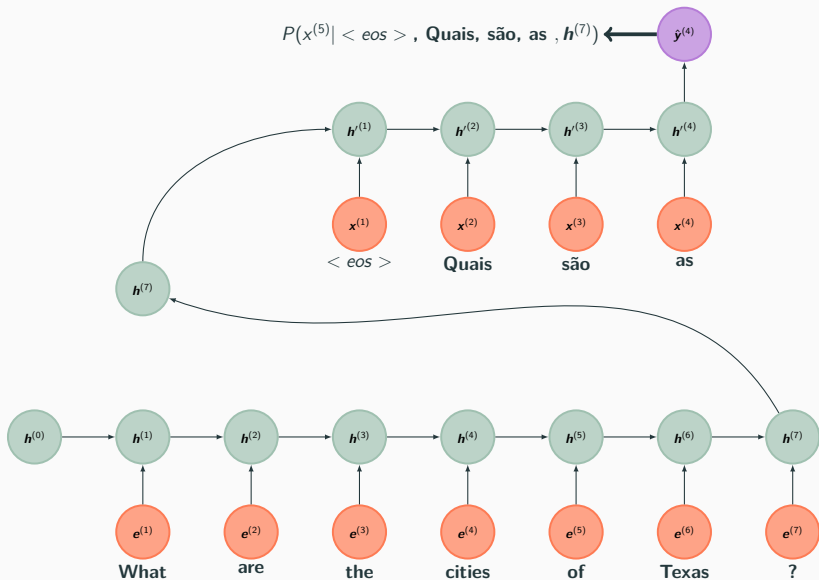 P(x^(5)| < eos > , Quais, são, as , h^(7)) ŷ^(4)
h′^(1) h′^(2) h′^(3) h′^(4)
x^(1) x^(2) x^(3) x^(4)
< eos > Quais são as
h^(7)
h^(0) h^(1) h^(2) h^(3) h^(4) h^(5) h^(6) h^(7)
e^(1) e^(2) e^(3) e^(4) e^(5) e^(6) e^(7)
What are the cities of Texas ?